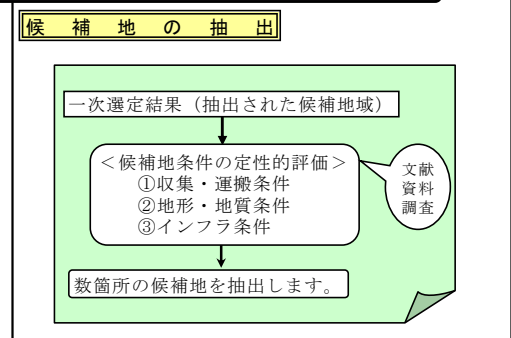 候補地の抽出
一次選定結果（抽出された候補地域）
＜候補地条件の定性的評価＞
①収集・運搬条件
②地形・地質条件
③インフラ条件
文献
資料
調査
数箇所の候補地を抽出します。